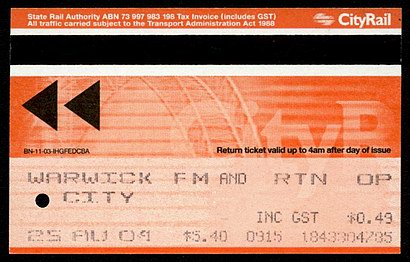 State Rail Authority ABN 73 997 983 198 Tax Invoice (includes GST)
All traffic carried subject to the Transport Administration Act 1988
CityRail
BN-11-03-IHGFEDCBA
Return ticket valid up to 4am after day of issue
WARWICK FM AND RTN OP
CITY
INC GST $0.49
25 AU 04 $5.40 0915 1843304785